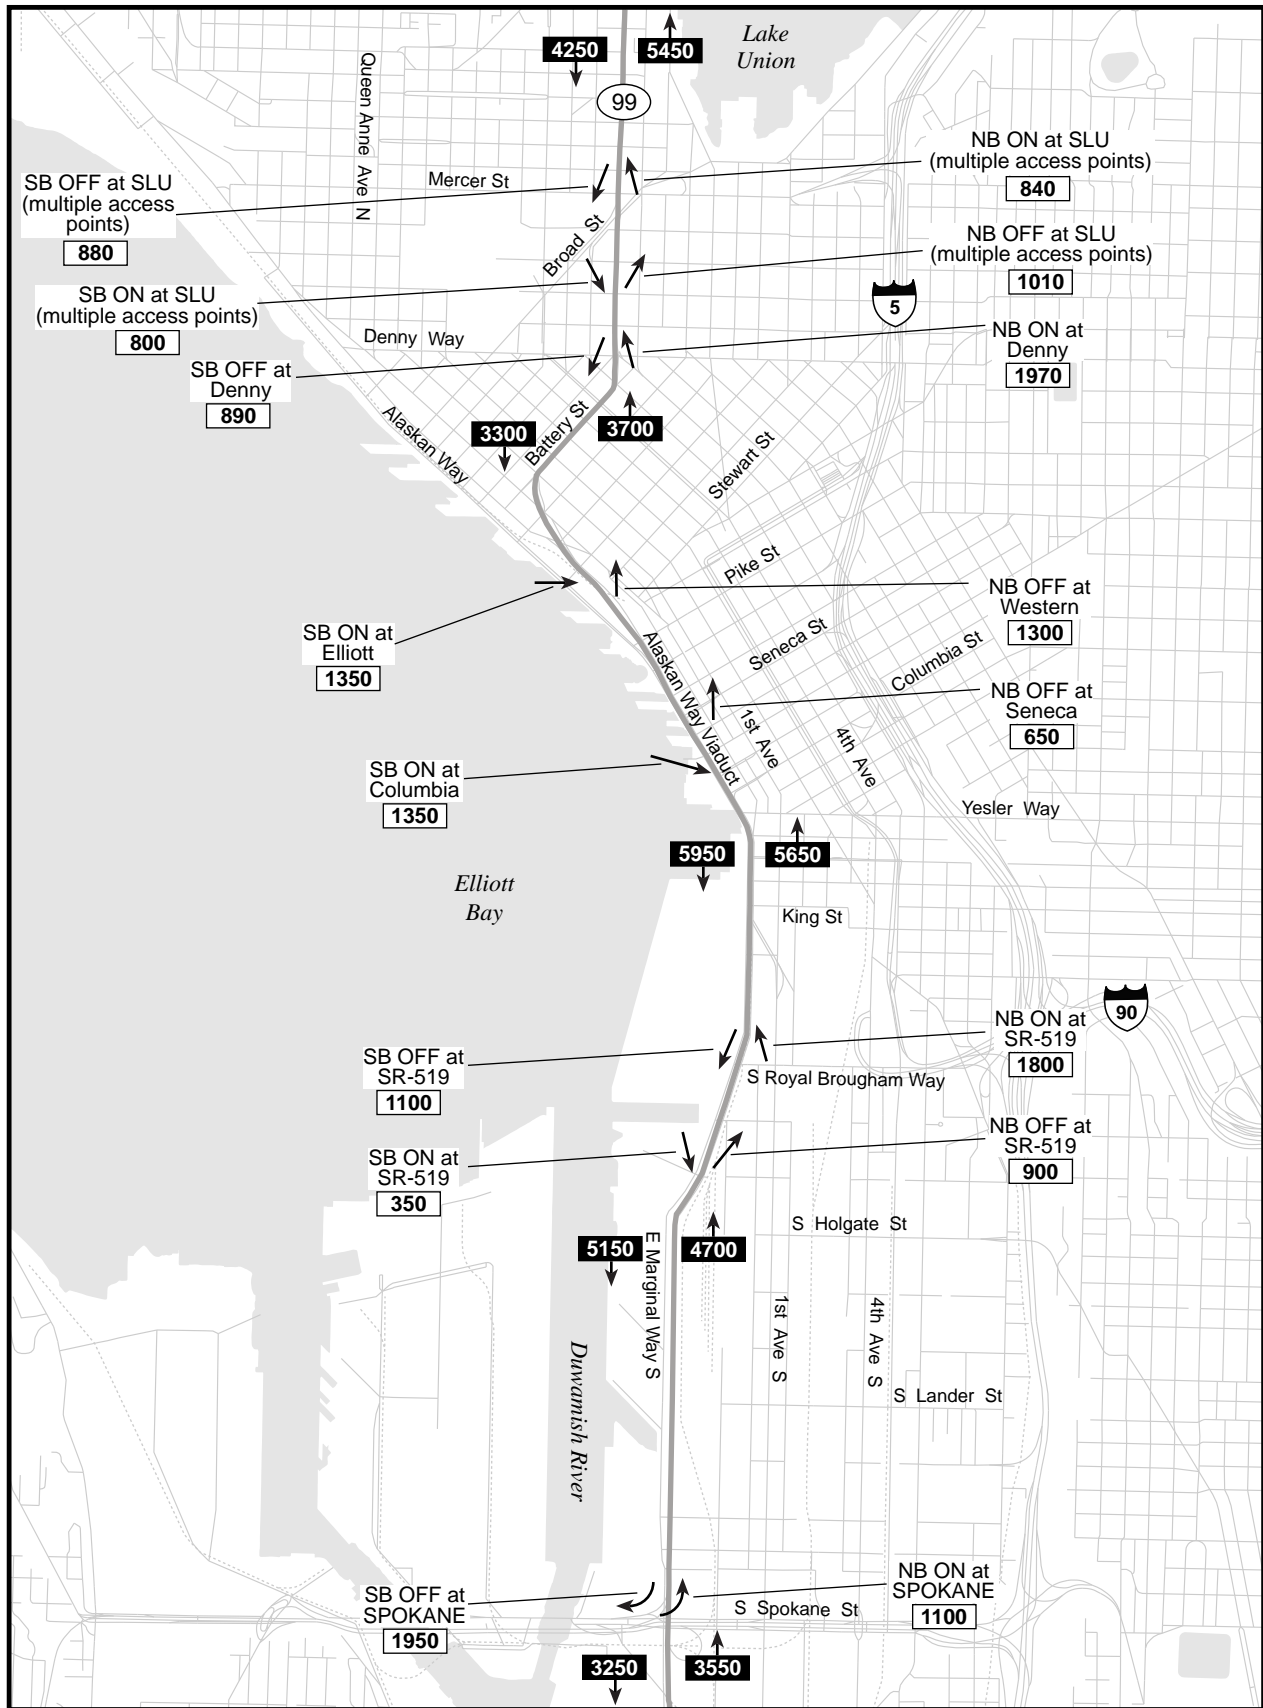 Lake
Union
4250
5450
99
Queen Anne Ave N
Mercer St
NB ON at SLU
(multiple access points)
840
SB OFF at SLU
(multiple access
points)
880
Broad St
NB OFF at SLU
(multiple access points)
1010
SB ON at SLU
(multiple access points)
800
5
Denny Way
NB ON at
Denny
1970
SB OFF at
Denny
890
Alaskan Way
3300
Battery St
3700
Stewart St
Pike St
NB OFF at
Western
1300
SB ON at
Elliott
1350
Alaskan Way Viaduct
Seneca St
Columbia St
NB OFF at
Seneca
650
1st Ave
4th Ave
SB ON at
Columbia
1350
Yesler Way
5950
5650
Elliott
Bay
King St
90
NB ON at
SR-519
1800
SB OFF at
SR-519
1100
S Royal Brougham Way
NB OFF at
SR-519
900
SB ON at
SR-519
350
S Holgate St
5150
4700
E Marginal Way S
1st Ave S
4th Ave S
Duwamish River
S Lander St
NB ON at
SPOKANE
1100
SB OFF at
SPOKANE
1950
S Spokane St
3250
3550